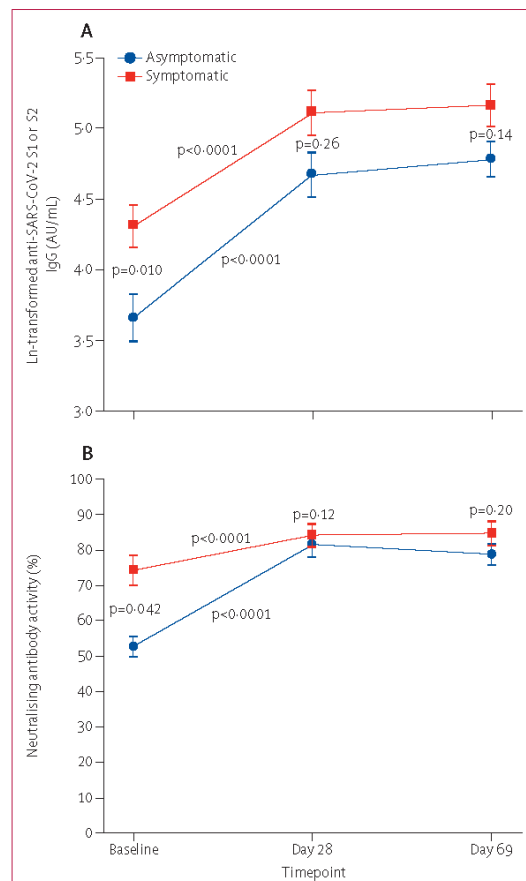 A
Asymptomatic
Symptomatic
5·5
5·0
4·5
4·0
3·5
3·0
Ln-transformed anti-SARS-CoV-2 S1 or S2
IgG (AU/mL)
p<0·0001
p=0·26
p=0·14
p=0·010
p<0·0001
B
100
90
80
70
60
50
40
30
20
10
0
Neutralising antibody activity (%)
p=0·12
p=0·20
p<0·0001
p=0·042
p<0·0001
Baseline
Day 28
Day 69
Timepoint